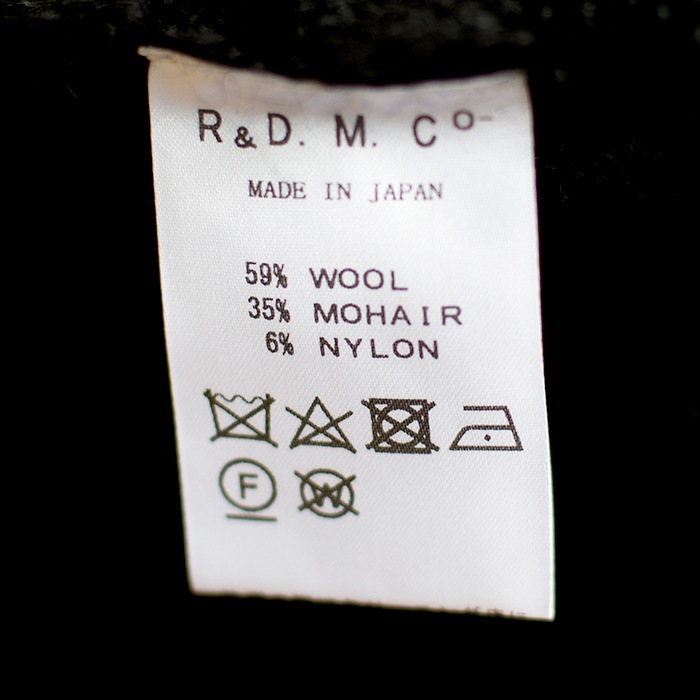 R & D. M. Co-
MADE IN JAPAN
59% WOOL
35% MOHAIR
6% NYLON
F
W